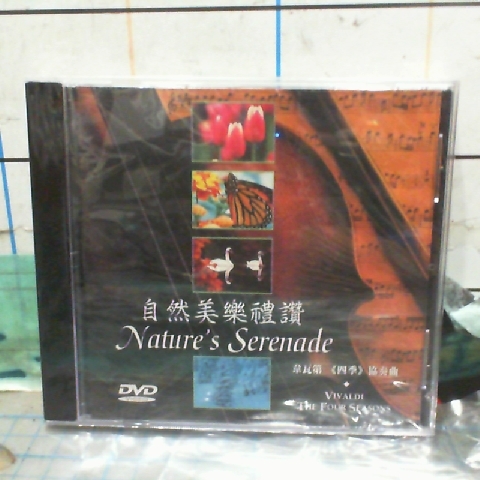 自然美樂禮讚
Nature's Serenade
韋瓦第《四季》協奏曲
VIVALDI
THE FOUR SEASONS
DVD